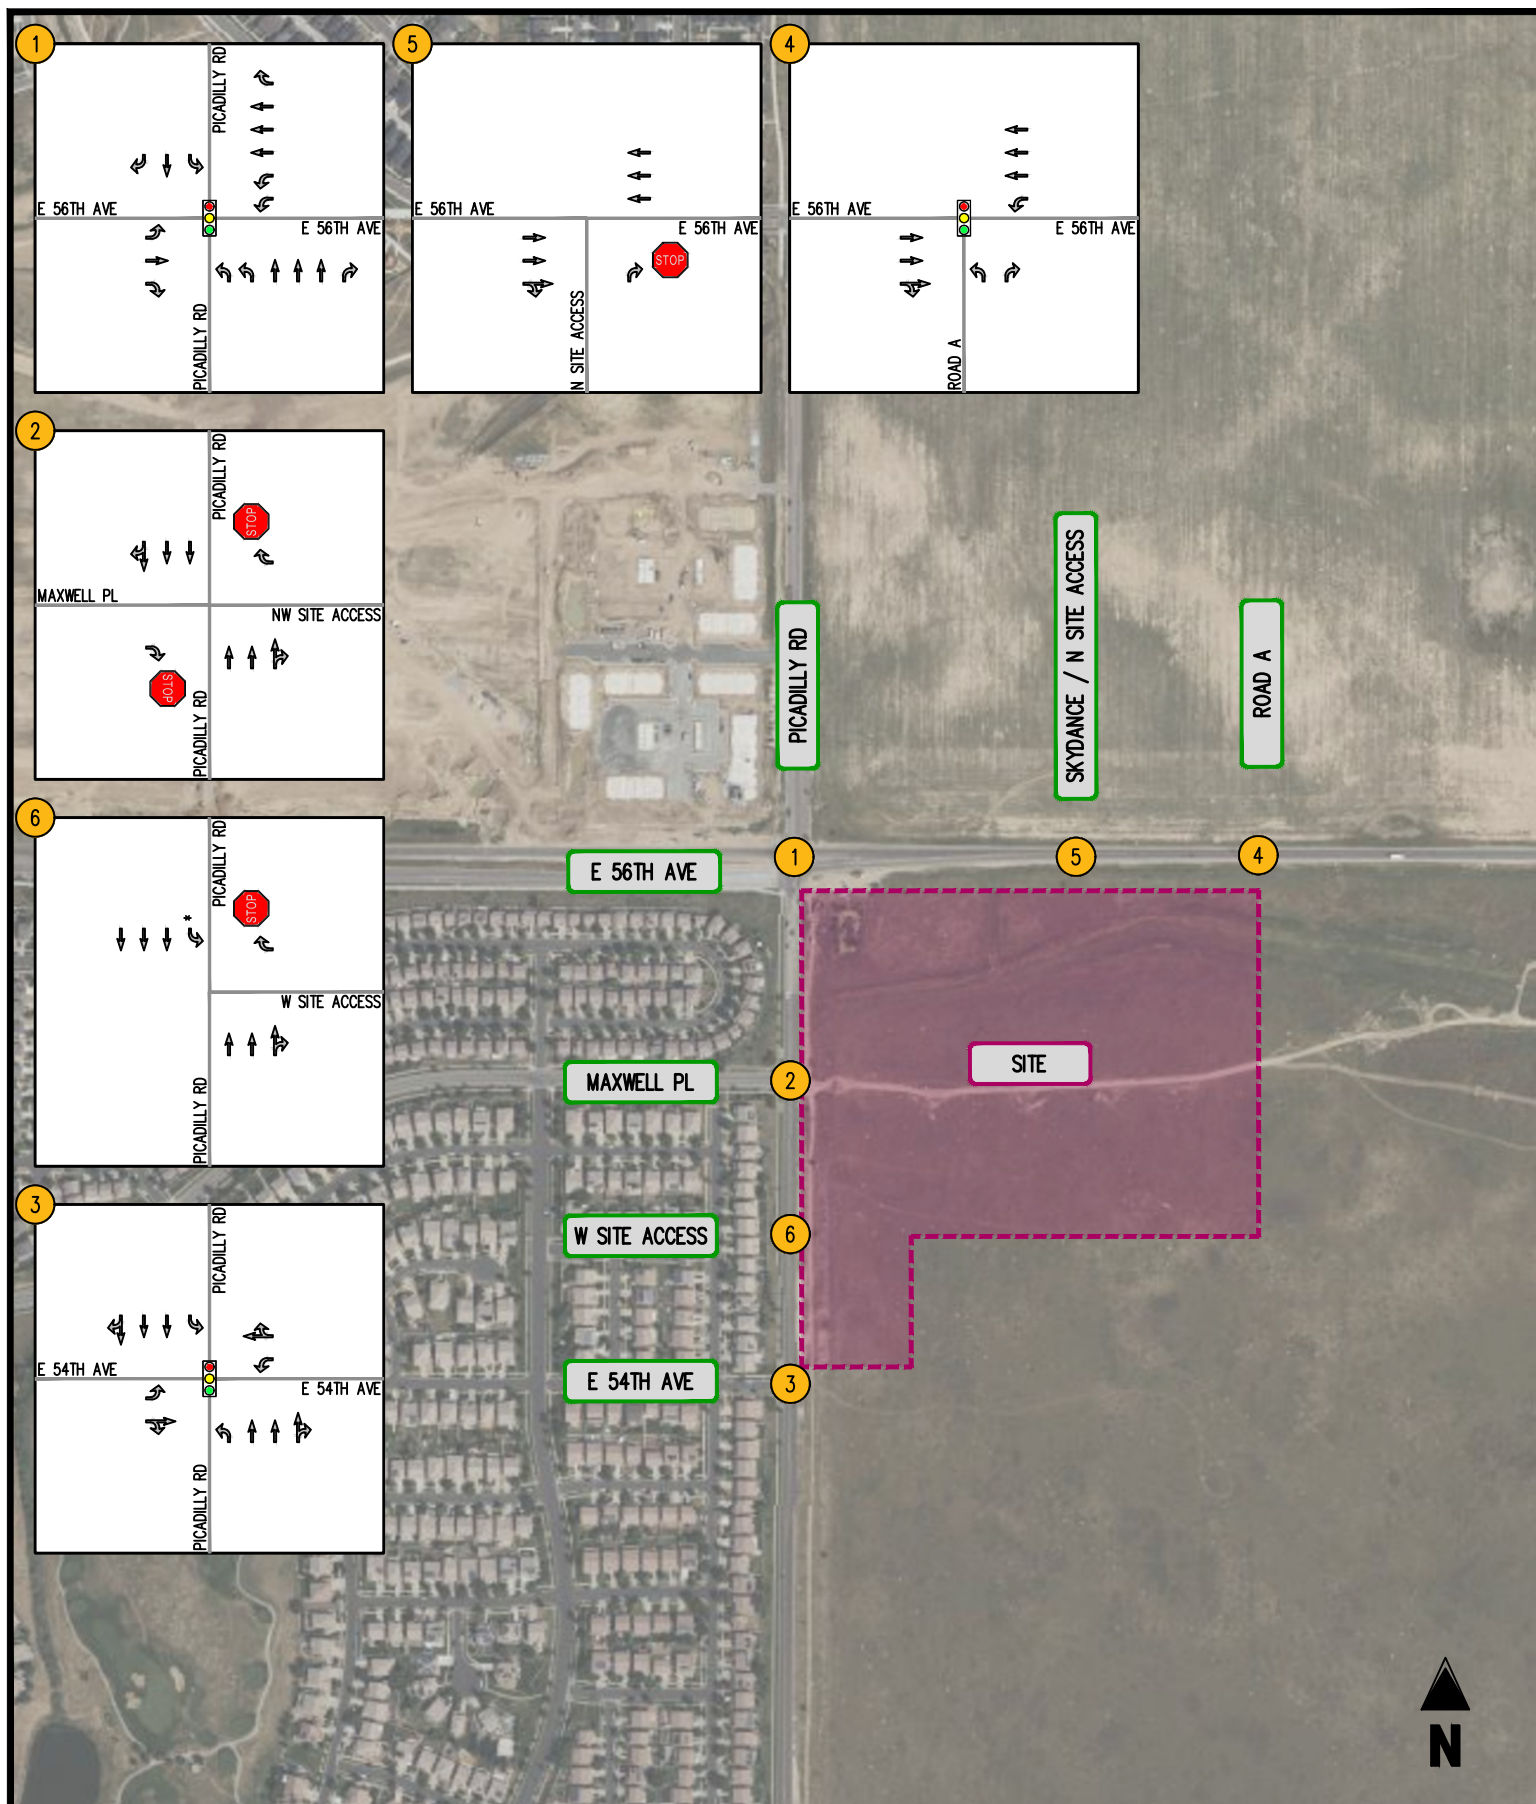 1
PICADILLY RD
E 56TH AVE
E 56TH AVE
PICADILLY RD
5
E 56TH AVE
E 56TH AVE
STOP
N SITE ACCESS
4
E 56TH AVE
E 56TH AVE
ROAD A
2
PICADILLY RD
STOP
MAXWELL PL
NW SITE ACCESS
STOP
PICADILLY RD
6
PICADILLY RD
*
STOP
W SITE ACCESS
PICADILLY RD
3
PICADILLY RD
E 54TH AVE
E 54TH AVE
PICADILLY RD
PICADILLY RD
SKYDANCE / N SITE ACCESS
ROAD A
E 56TH AVE
1
5
4
MAXWELL PL
2
SITE
W SITE ACCESS
6
E 54TH AVE
3
N